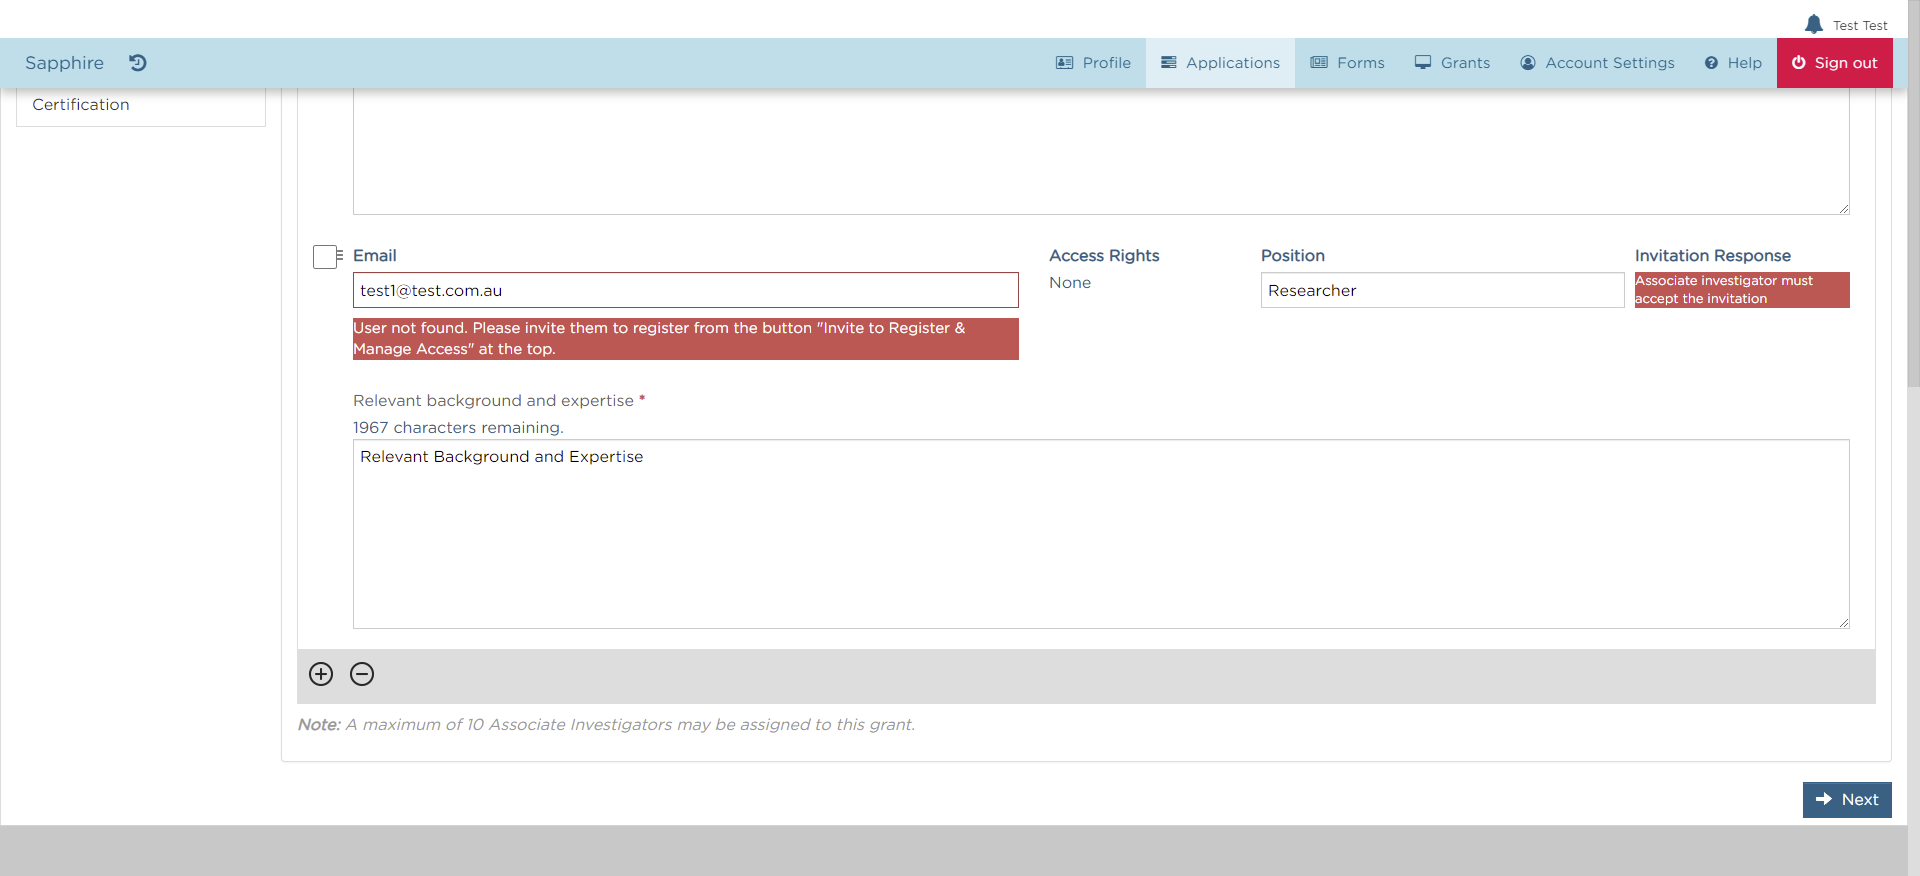 Test Test
Sapphire
Profile
Applications
Forms
Grants
Account Settings
Help
Sign out
Certification
Email
Access Rights
Position
Invitation Response
test1@test.com.au
None
Researcher
Associate investigator must
accept the invitation
User not found. Please invite them to register from the button "Invite to Register &
Manage Access" at the top.
Relevant background and expertise *
1967 characters remaining.
Relevant Background and Expertise
Note: A maximum of 10 Associate Investigators may be assigned to this grant.
Next